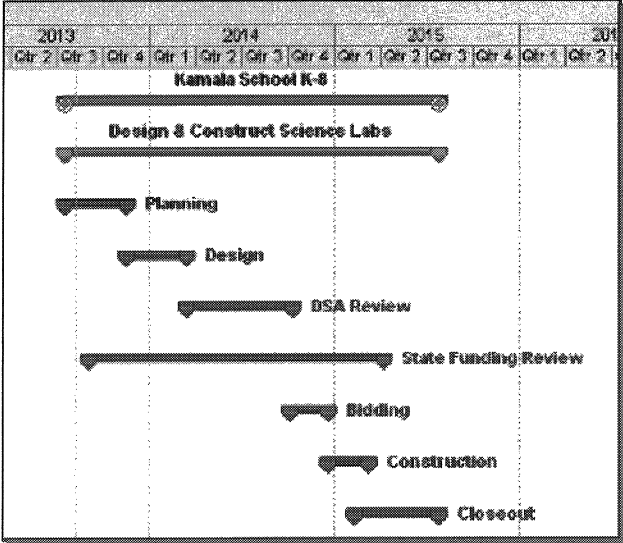 2013 2014 2015 201
Qtr 2 Qtr 3 Qtr 4 Qtr 1 Qtr 2 Qtr 3 Qtr 4 Qtr 1 Qtr 2 Qtr 3 Qtr 4 Qtr 1 Qtr 2
Kamala School K-8
Design & Construct Science Labs
Planning
Design
DSA Review
State Funding Review
Bidding
Construction
Closeout